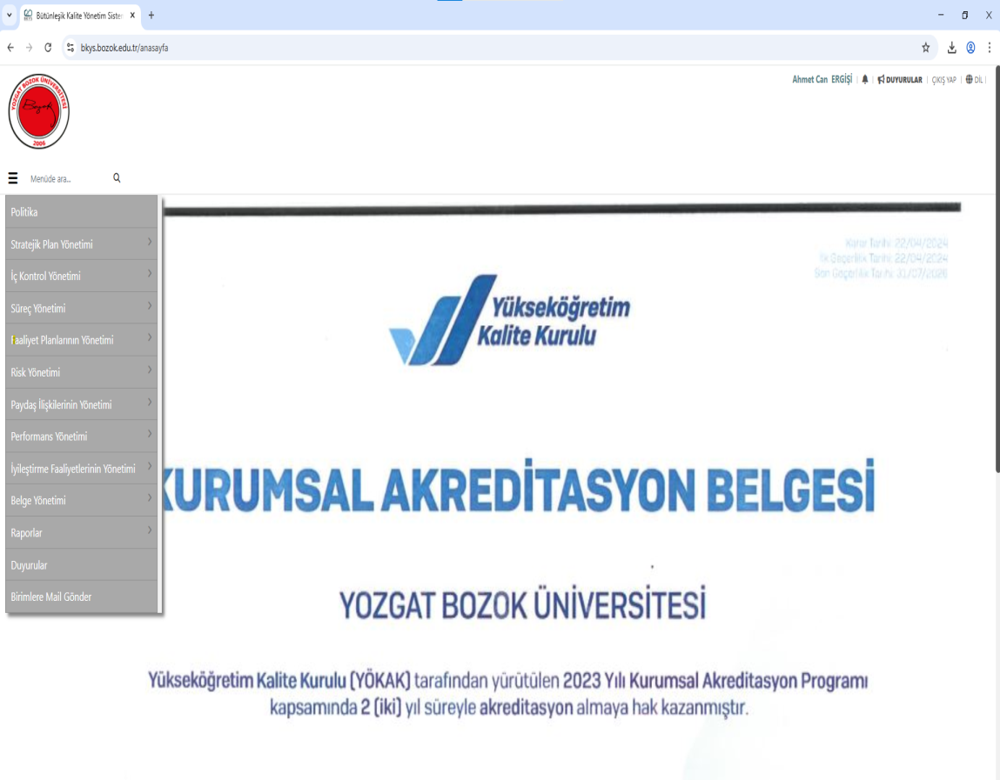 Bütünleşik Kalite Yönetim Sister
bkys.bozok.edu.tr/anasayfa
YOZGAT BOZOK ÜNİVERSİTESİ
Bozok
2006
Ahmet Can ERGİŞİ | | DUYURULAR | ÇIKIŞ YAP | DİL |
Menüde ara...
Politika
Stratejik Plan Yönetimi
İç Kontrol Yönetimi
Süreç Yönetimi
Faaliyet Planlarının Yönetimi
Risk Yönetimi
Paydaş İlişkilerinin Yönetimi
Performans Yönetimi
İyileştirme Faaliyetlerinin Yönetimi
Belge Yönetimi
Raporlar
Duyurular
Birimlere Mail Gönder
Karar Tarihi: 22/04/2024
İlk Geçerlilik Tarihi: 22/04/2024
Son Geçerlilik Tarihi: 31/07/2026
Yükseköğretim
Kalite Kurulu
KURUMSAL AKREDİTASYON BELGESİ
YOZGAT BOZOK ÜNİVERSİTESİ
Yükseköğretim Kalite Kurulu (YÖKAK) tarafından yürütülen 2023 Yılı Kurumsal Akreditasyon Programı
kapsamında 2 (iki) yıl süreyle akreditasyon almaya hak kazanmıştır.